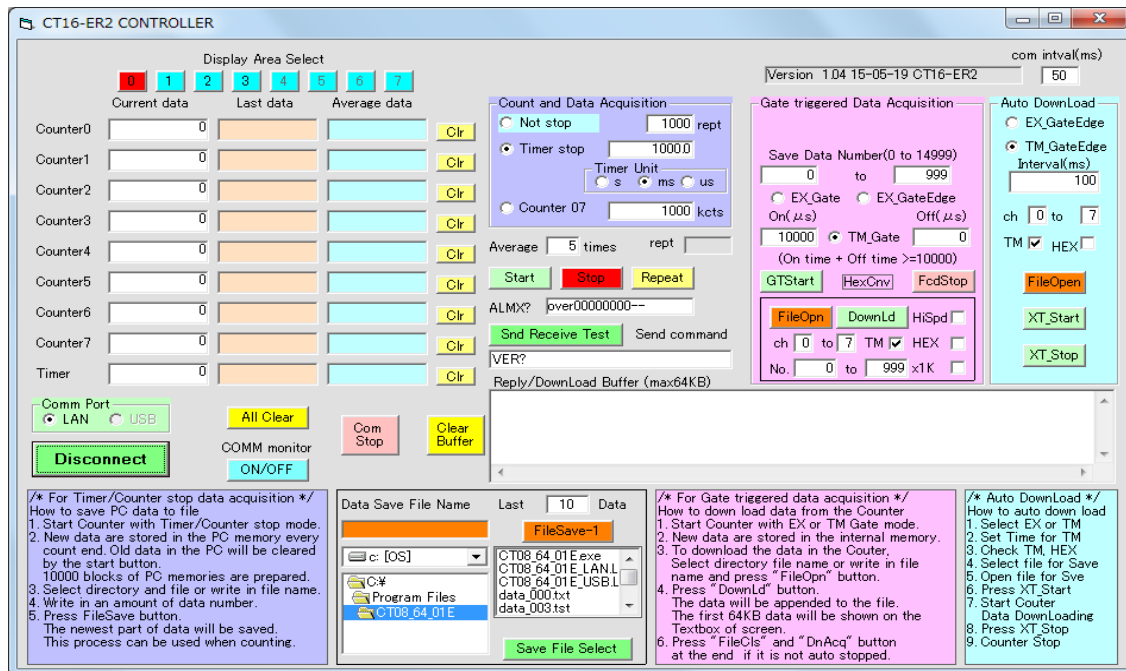 CT16-ER2 CONTROLLER
Display Area Select
0 1 2 3 4 5 6 7
Current data Last data Average data
Counter0 0 Clr
Counter1 0 Clr
Counter2 0 Clr
Counter3 0 Clr
Counter4 0 Clr
Counter5 0 Clr
Counter6 0 Clr
Counter7 0 Clr
Timer 0 Clr
Comm Port
LAN USB
Disconnect
All Clear
COMM monitor
ON/OFF
Com
Stop
Clear
Buffer
Count and Data Acquisition
Not stop 1000 rept
Timer stop 1000.0
Timer Unit
s ms us
Counter 07 1000 kcts
Average 5 times rept
Start Stop Repeat
ALMX? over00000000--
Snd Receive Test Send command
VER?
Reply/DownLoad Buffer (max64KB)
Version 1.04 15-05-19 CT16-ER2
com intval(ms)
50
Gate triggered Data Acquisition
Save Data Number(0 to 14999)
0 to 999
EX_Gate EX_GateEdge
On(μs) Off(μs)
10000 TM_Gate 0
(On time + Off time >=10000)
GTStart HexCnv FcdStop
FileOpn DownLd HiSpd
ch 0 to 7 TM HEX
No. 0 to 999 x1K
Auto DownLoad
EX_GateEdge
TM_GateEdge
Interval(ms)
100
ch 0 to 7
TM HEX
FileOpen
XT_Start
XT_Stop
/* For Timer/Counter stop data acquisition */
How to save PC data to file
1. Start Counter with Timer/Counter stop mode.
2. New data are stored in the PC memory every
count end. Old data in the PC will be cleared
by the start button.
10000 blocks of PC memories are prepared.
3. Select directory and file or write in file name.
4. Write in an amount of data number.
5. Press FileSave button.
The newest part of data will be saved.
This process can be used when counting.
Data Save File Name Last 10 Data
FileSave-1
c: [OS]
C:¥
Program Files
CT08_64_01E
CT08_64_01E.exe
CT08_64_01E_LAN.L
CT08_64_01E_USB.L
data_000.txt
data_003.tst
Save File Select
/* For Gate triggered data acquisition */
How to down load data from the Counter
1. Start Counter with EX or TM Gate mode.
2. New data are stored in the internal memory.
3. To download the data in the Couter,
Select directory file name or write in file
name and press "FileOpn" button.
4. Press "DownLd" button.
The data will be appended to the file.
The first 64KB data will be shown on the
Textbox of screen.
6. Press "FileCls" and "DnAcq" button
at the end if it is not auto stopped.
/* Auto DownLoad */
How to auto down load
1. Select EX or TM
2. Set Time for TM
3. Check TM, HEX
4. Select file for Save
5. Open file for Sve
6. Press XT_Start
7. Start Couter
Data DownLoading
8. Press XT_Stop
9. Counter Stop